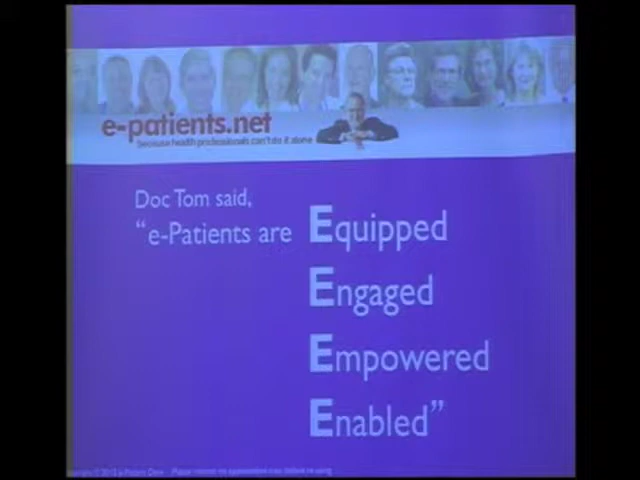 e-patients.net
because health professionals can't do it alone
Doc Tom said,
"e-Patients are Equipped
Engaged
Empowered
Enabled"